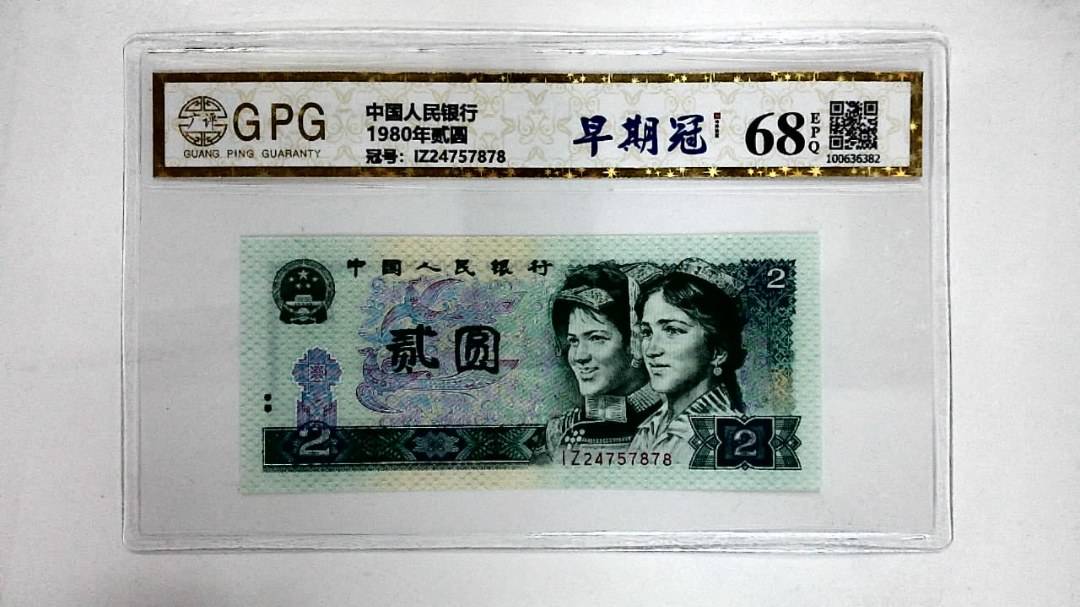 广评
GPG
GUANG PING GUARANTY
中国人民银行
1980年贰圆
冠号：IZ24757878
早期冠
68
EPQ
100636382
中国人民银行
2
贰圆
2
IZ24757878
2